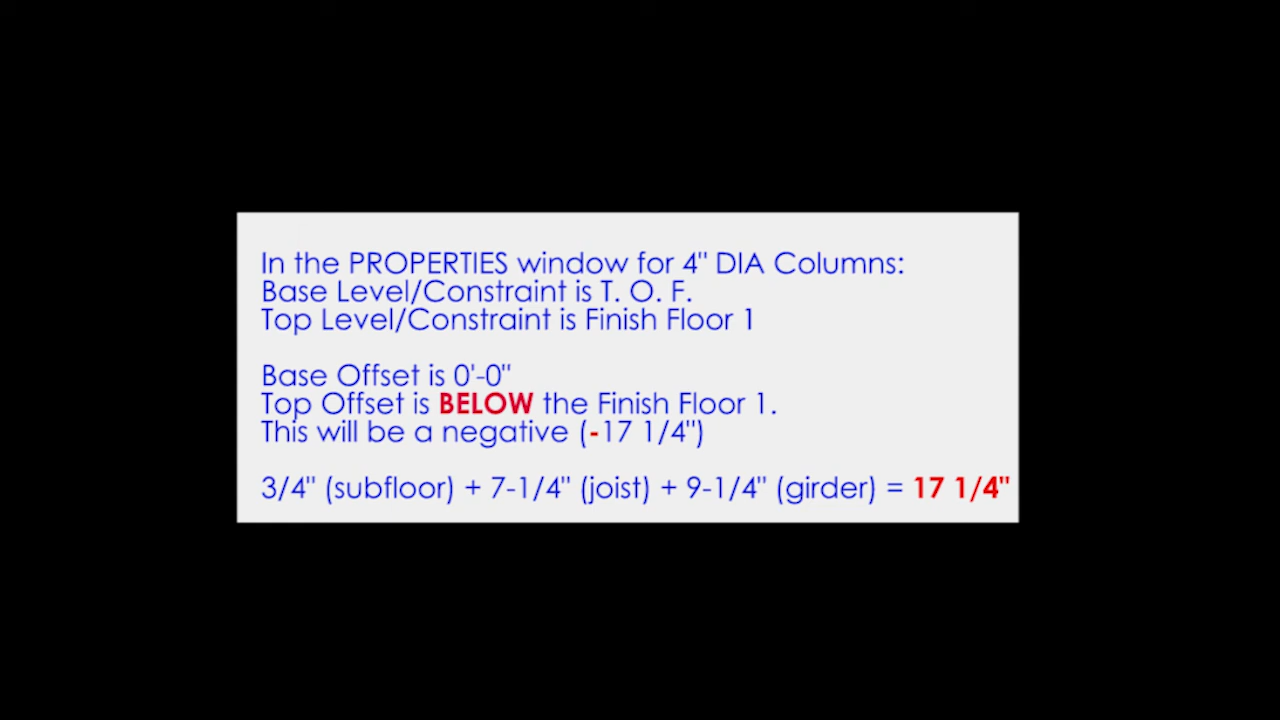 In the PROPERTIES window for 4" DIA Columns:
Base Level/Constraint is T. O. F.
Top Level/Constraint is Finish Floor 1
Base Offset is 0'-0"
Top Offset is BELOW the Finish Floor 1.
This will be a negative (-17 1/4")
3/4" (subfloor) + 7-1/4" (joist) + 9-1/4" (girder) = 17 1/4"